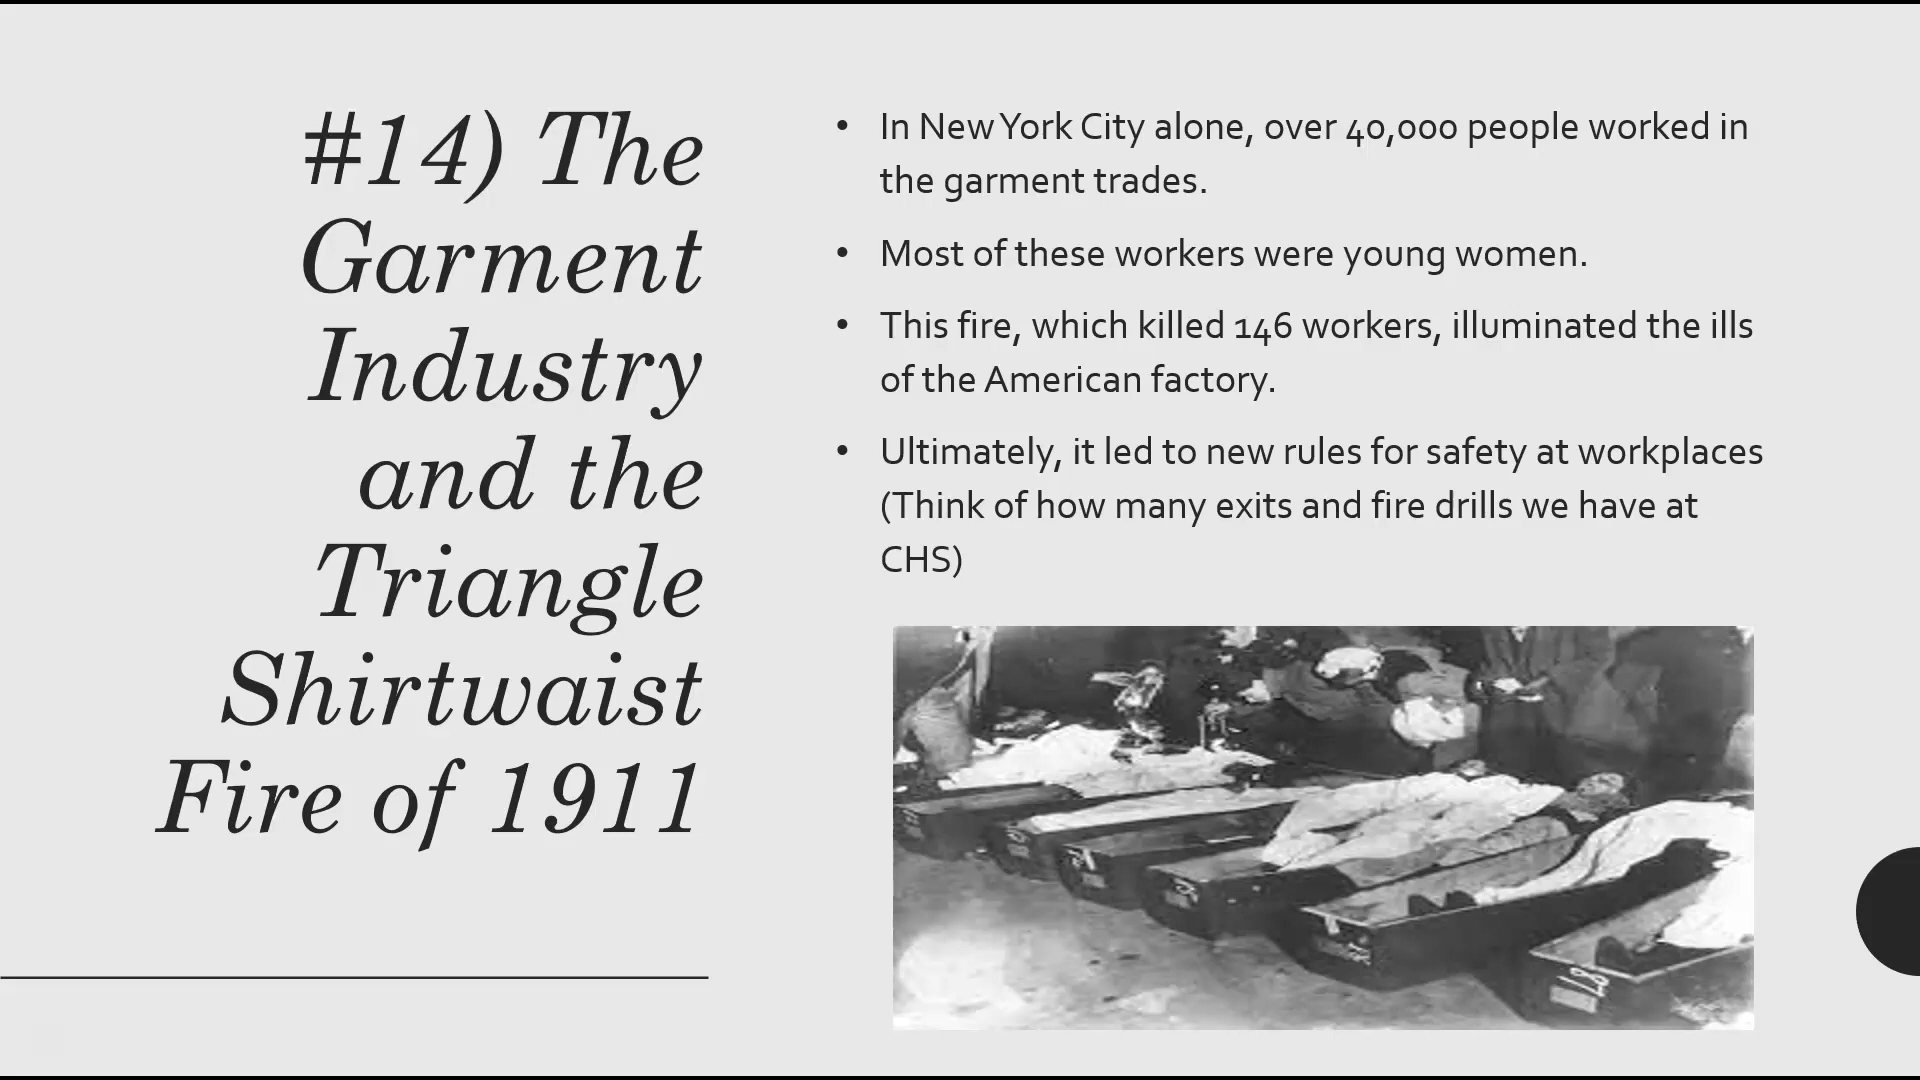 #14) The
Garment
Industry
and the
Triangle
Shirtwaist
Fire of 1911
• In New York City alone, over 40,000 people worked in
the garment trades.
• Most of these workers were young women.
• This fire, which killed 146 workers, illuminated the ills
of the American factory.
• Ultimately, it led to new rules for safety at workplaces
(Think of how many exits and fire drills we have at
CHS)